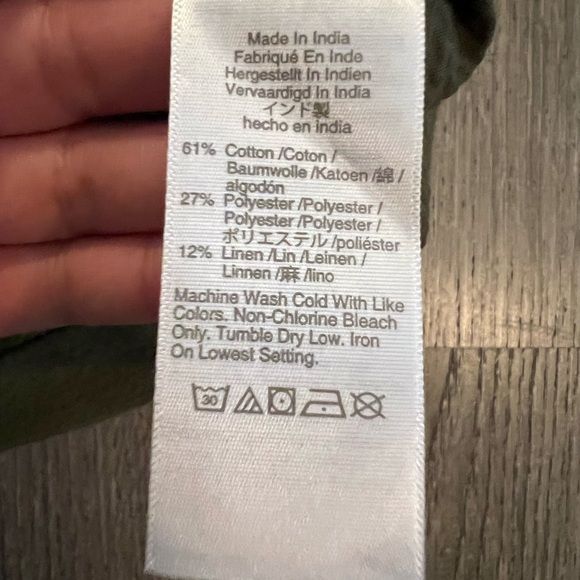 Made In India
Fabriqué En Inde
Hergestellt In Indien
Vervaardigd In India
インド製
hecho en india
61% Cotton /Coton /
Baumwolle /Katoen /綿 /
algodón
27% Polyester /Polyester /
Polyester /Polyester /
ポリエステル /poliéster
12% Linen /Lin /Leinen /
Linnen /麻 /lino
Machine Wash Cold With Like
Colors. Non-Chlorine Bleach
Only. Tumble Dry Low. Iron
On Lowest Setting.
30